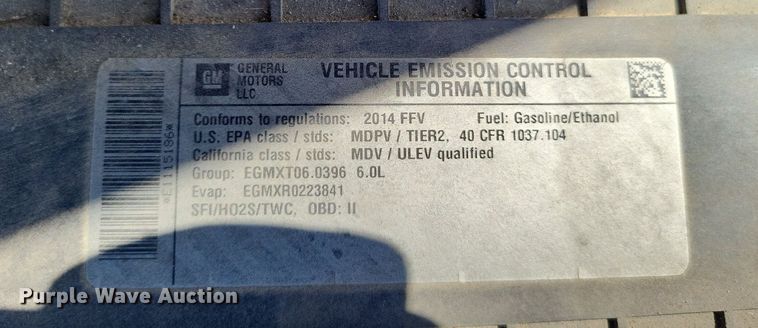 GM GENERAL MOTORS LLC
VEHICLE EMISSION CONTROL INFORMATION
Conforms to regulations: 2014 FFV Fuel: Gasoline/Ethanol
U.S. EPA class / stds: MDPV / TIER2, 40 CFR 1037.104
California class / stds: MDV / ULEV qualified
Group: EGMXT06.0396 6.0L
Evap: EGMXR0223841
SFI/HO2S/TWC, OBD: II
*E1115186*
Purple Wave Auction